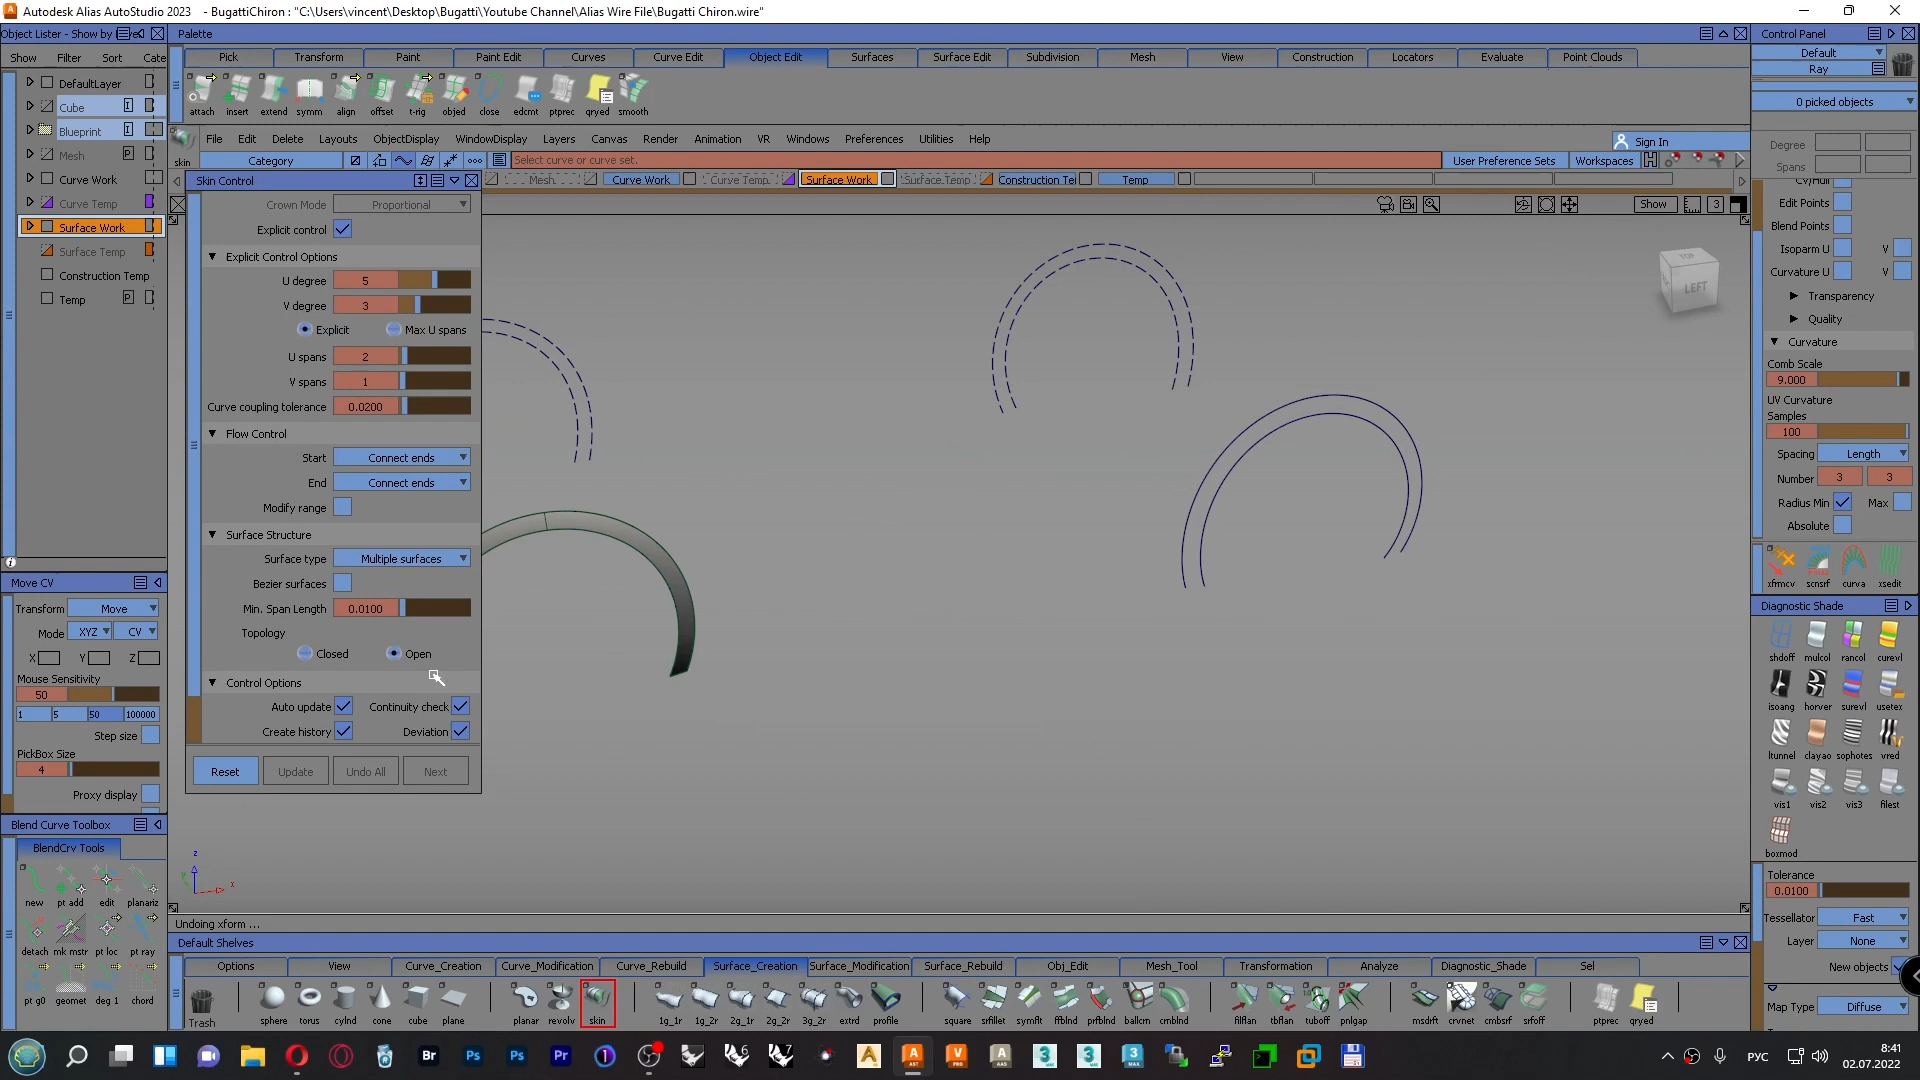 Autodesk Alias AutoStudio 2023 - BugattiChiron : "C:\Users\vincent\Desktop\Bugatti\Youtube Channel\Alias Wire File\Bugatti Chiron.wire"
Object Lister - Show by
Palette
Control Panel
Show Filter Sort Cate
Pick Transform Paint Paint Edit Curves Curve Edit Object Edit Surfaces Surface Edit Subdivision Mesh View Construction Locators Evaluate Point Clouds
Default
Ray
0 picked objects
attach insert extend symm align offset t-rig objed close edcmt ptprec qryed smooth
File Edit Delete Layouts ObjectDisplay WindowDisplay Layers Canvas Render Animation VR Windows Preferences Utilities Help
Sign In
skin Category Select curve or curve set. User Preference Sets Workspaces
Mesh Curve Work Curve Temp Surface Work Surface Temp Construction Te Temp
DefaultLayer
Cube I
Blueprint I
Mesh P
Curve Work
Curve Temp
Surface Work
Surface Temp
Construction Temp
Temp P
Skin Control
Crown Mode Proportional
Explicit control
Explicit Control Options
U degree 5
V degree 3
Explicit Max U spans
U spans 2
V spans 1
Curve coupling tolerance 0.0200
Flow Control
Start Connect ends
End Connect ends
Modify range
Surface Structure
Surface type Multiple surfaces
Bezier surfaces
Min. Span Length 0.0100
Topology
Closed Open
Control Options
Auto update Continuity check
Create history Deviation
Reset Update Undo All Next
Show 3
TOP
LEFT
z
y
x
Degree
Spans
CV/Hull
Edit Points
Blend Points
Isoparm U V
Curvature U V
Transparency
Quality
Curvature
Comb Scale
9.000
UV Curvature
Samples
100
Spacing Length
Number 3 3
Radius Min Max
Absolute
xfrmcv scnsrf curva xsedit
Diagnostic Shade
shdoff mulcol rancol curevl
isoang horver surevl usetex
ltunnel clayao sophotes vred
vis1 vis2 vis3 filest
boxmod
Tolerance
0.0100
Tessellator Fast
Layer None
New objects
Map Type Diffuse
Move CV
Transform Move
Mode XYZ CV
X Y Z
Mouse Sensitivity
50
1 5 50 100000
Step size
PickBox Size
4
Proxy display
Blend Curve Toolbox
BlendCrv Tools
new pt add edit planariz
detach mk mstr pt loc pt ray
pt g0 geomet deg 1 chord
Undoing xform ...
Default Shelves
Options View Curve_Creation Curve_Modification Curve_Rebuild Surface_Creation Surface_Modification Surface_Rebuild Obj_Edit Mesh_Tool Transformation Analyze Diagnostic_Shade Sel
Trash sphere torus cylnd cone cube plane planar revolv skin 1g_1r 1g_2r 2g_1r 2g_2r 3g_2r extrd profile square srfillet symflt ffblnd prfblnd ballcrn cmblnd filflan tbflan tuboff pnlgap msdrft crvnet cmbsrf srfoff ptprec qryed
РУС
8:41
02.07.2022